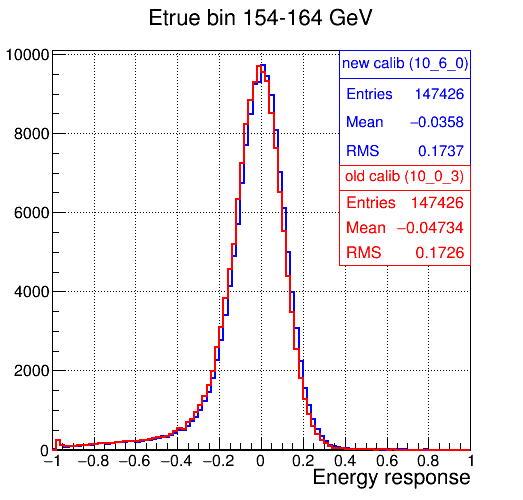 Etrue bin 154-164 GeV
10000
8000
6000
4000
2000
0
new calib (10_6_0)
Entries 147426
Mean −0.0358
RMS 0.1737
old calib (10_0_3)
Entries 147426
Mean −0.04734
RMS 0.1726
−1 −0.8 −0.6 −0.4 −0.2 0 0.2 0.4 0.6 0.8 1
Energy response